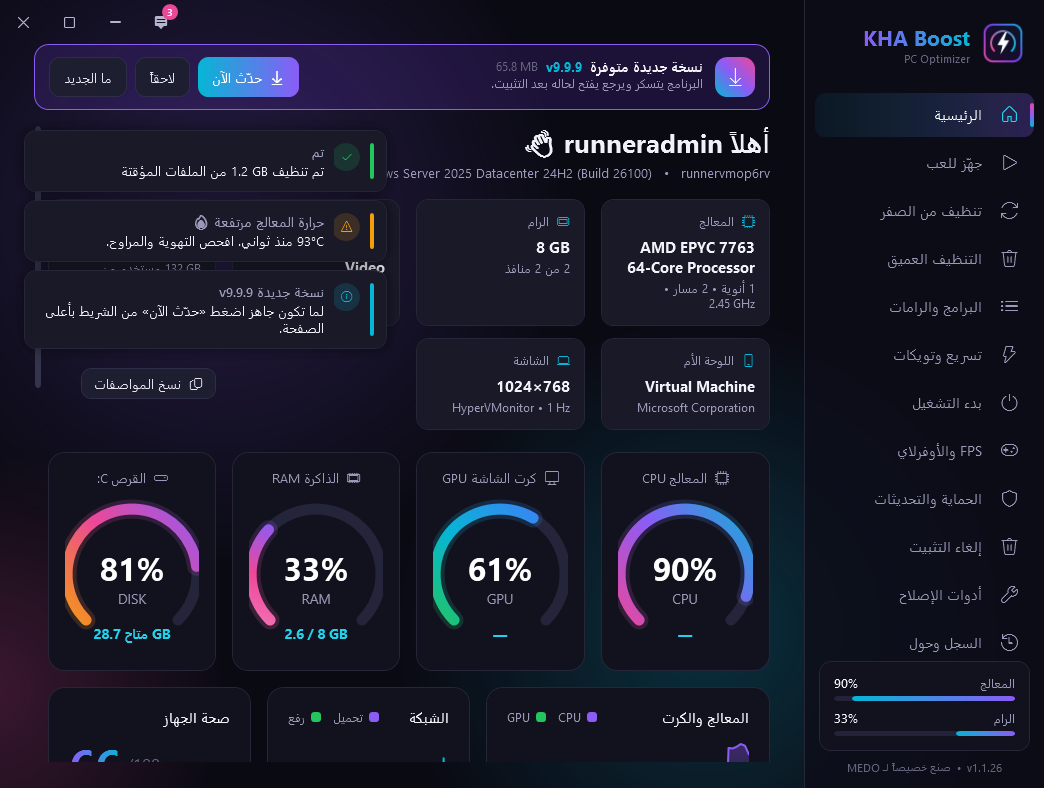 3
KHA Boost
PC Optimizer
نسخة جديدة متوفرة v9.9.9 65.8 MB
البرنامج يتسكر ويرجع يفتح لحاله بعد التثبيت.
حدّث الآن
لاحقاً
ما الجديد
الرئيسية
جهّز للعب
تنظيف من الصفر
التنظيف العميق
البرامج والرامات
تسريع وتويكات
بدء التشغيل
FPS والأوفرلاي
الحماية والتحديثات
إلغاء التثبيت
أدوات الإصلاح
السجل وحول
المعالج 90%
الرام 33%
v1.1.26 • صنع خصيصاً لـ MEDO
أهلاً runneradmin
runnervmop6rv • Server 2025 Datacenter 24H2 (Build 26100)
تم
تم تنظيف 1.2 GB من الملفات المؤقتة
حرارة المعالج مرتفعة
93°C منذ ثواني. افحص التهوية والمراوح.
نسخة جديدة v9.9.9
لما تكون جاهز اضغط «حدّث الآن» من الشريط بأعلى
الصفحة.
المعالج
AMD EPYC 7763
64-Core Processor
1 أنوية • 2 مسار •
2.45 GHz
الرام
8 GB
2 من 2 منافذ
Video
132 GB مستخدم من
اللوحة الأم
Virtual Machine
Microsoft Corporation
الشاشة
1024×768
HyperVMonitor • 1 Hz
نسخ المواصفات
المعالج CPU
90%
CPU
—
كرت الشاشة GPU
61%
GPU
—
الذاكرة RAM
33%
RAM
2.6 / 8 GB
القرص C:
81%
DISK
28.7 متاح GB
المعالج والكرت
CPU
GPU
الشبكة
تحميل
رفع
صحة الجهاز